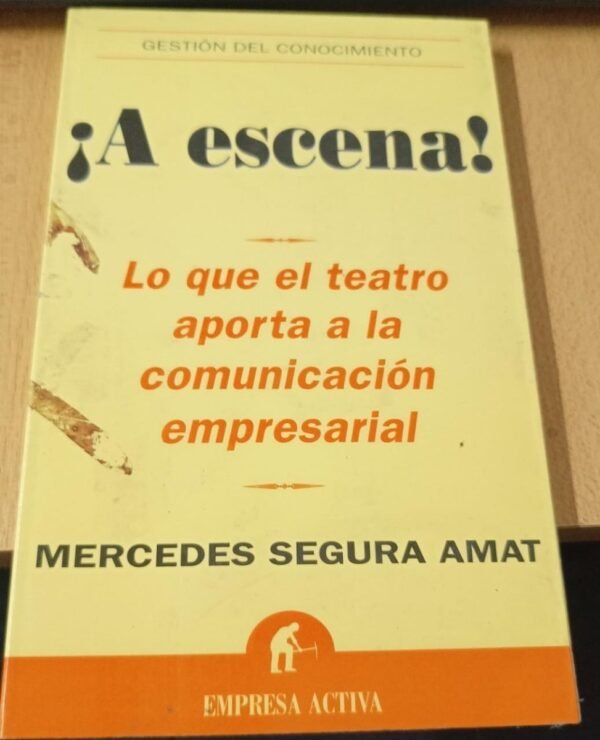 GESTIÓN DEL CONOCIMIENTO
¡A escena!
Lo que el teatro
aporta a la
comunicación
empresarial
MERCEDES SEGURA AMAT
EMPRESA ACTIVA